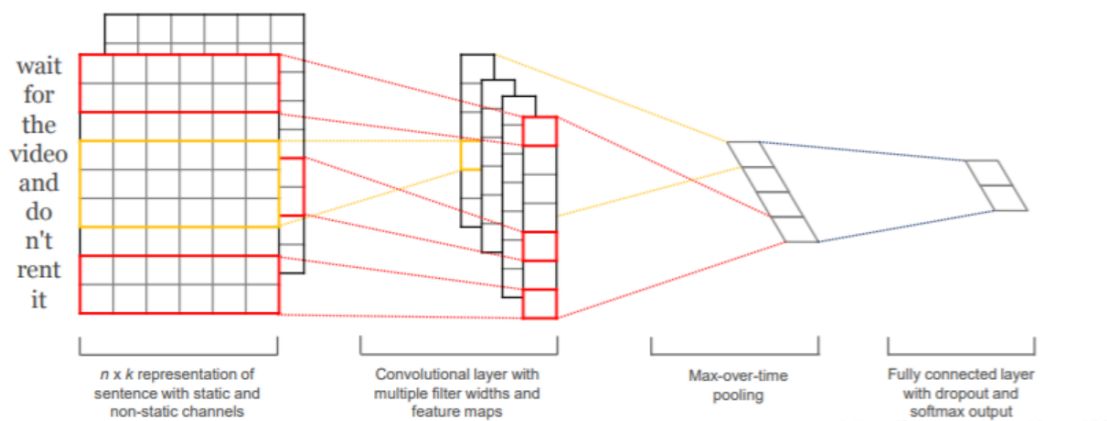 wait
for
the
video
and
do
n't
rent
it
n x k representation of
sentence with static and
non-static channels
Convolutional layer with
multiple filter widths and
feature maps
Max-over-time
pooling
Fully connected layer
with dropout and
softmax output